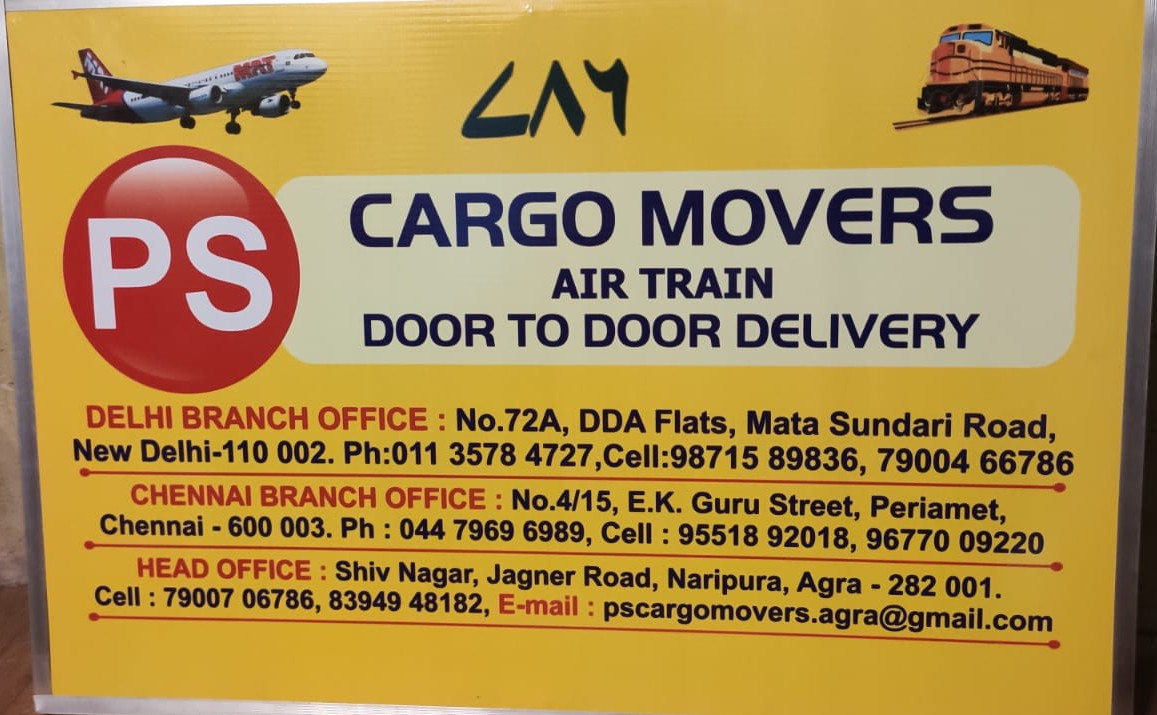 MAT
CAY
PS
CARGO MOVERS
AIR TRAIN
DOOR TO DOOR DELIVERY
DELHI BRANCH OFFICE : No.72A, DDA Flats, Mata Sundari Road,
New Delhi-110 002. Ph:011 3578 4727,Cell:98715 89836, 79004 66786
CHENNAI BRANCH OFFICE : No.4/15, E.K. Guru Street, Periamet,
Chennai - 600 003. Ph : 044 7969 6989, Cell : 95518 92018, 96770 09220
HEAD OFFICE : Shiv Nagar, Jagner Road, Naripura, Agra - 282 001.
Cell : 79007 06786, 83949 48182, E-mail : pscargomovers.agra@gmail.com